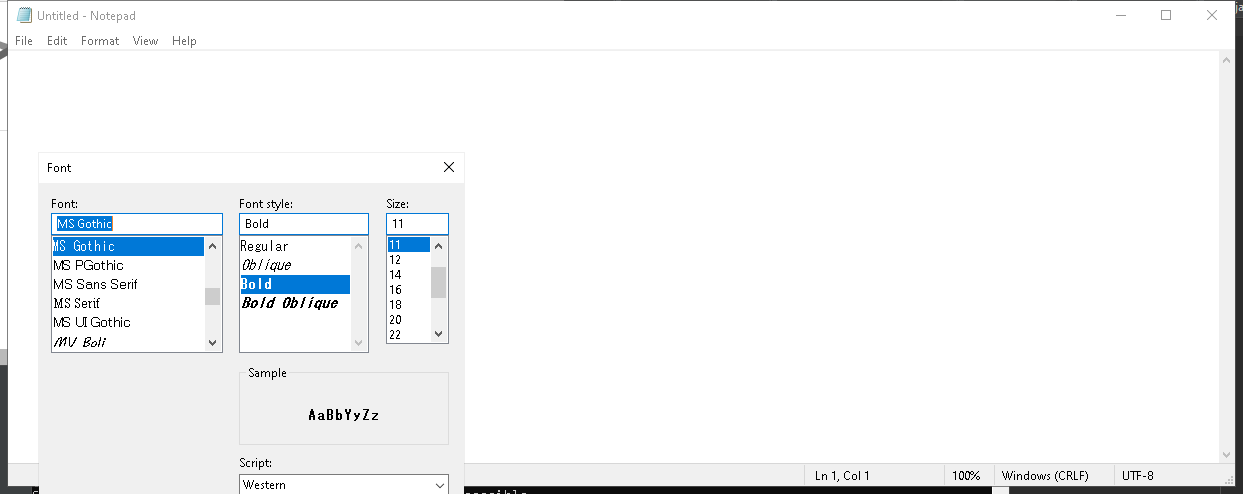 Untitled - Notepad
File Edit Format View Help
Font
Font: Font style: Size:
MS Gothic Bold 11
MS Gothic
MS PGothic
MS Sans Serif
MS Serif
MS UI Gothic
MV Boli
Regular
Oblique
Bold
Bold Oblique
11
12
14
16
18
20
22
Sample
AaBbYyZz
Script:
Western
Ln 1, Col 1 100% Windows (CRLF) UTF-8